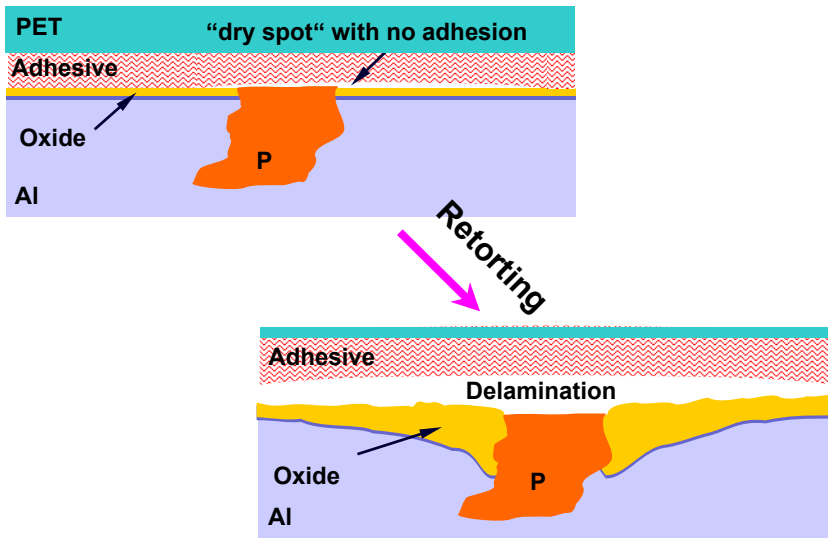 PET
“dry spot“ with no adhesion
Adhesive
Oxide
P
Al
Retorting
Adhesive
Delamination
Oxide
P
Al